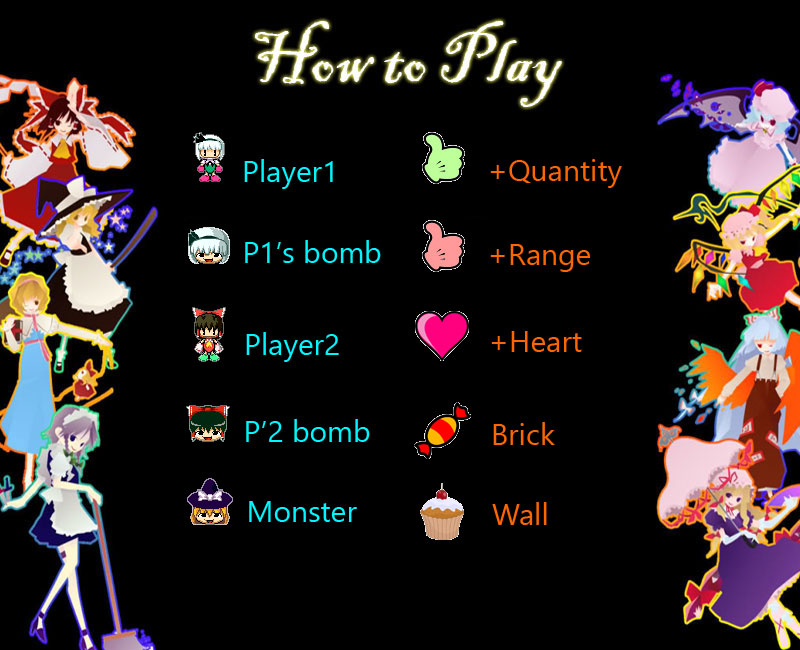 How to Play
Player1
+Quantity
P1's bomb
+Range
Player2
+Heart
P'2 bomb
Brick
Monster
Wall